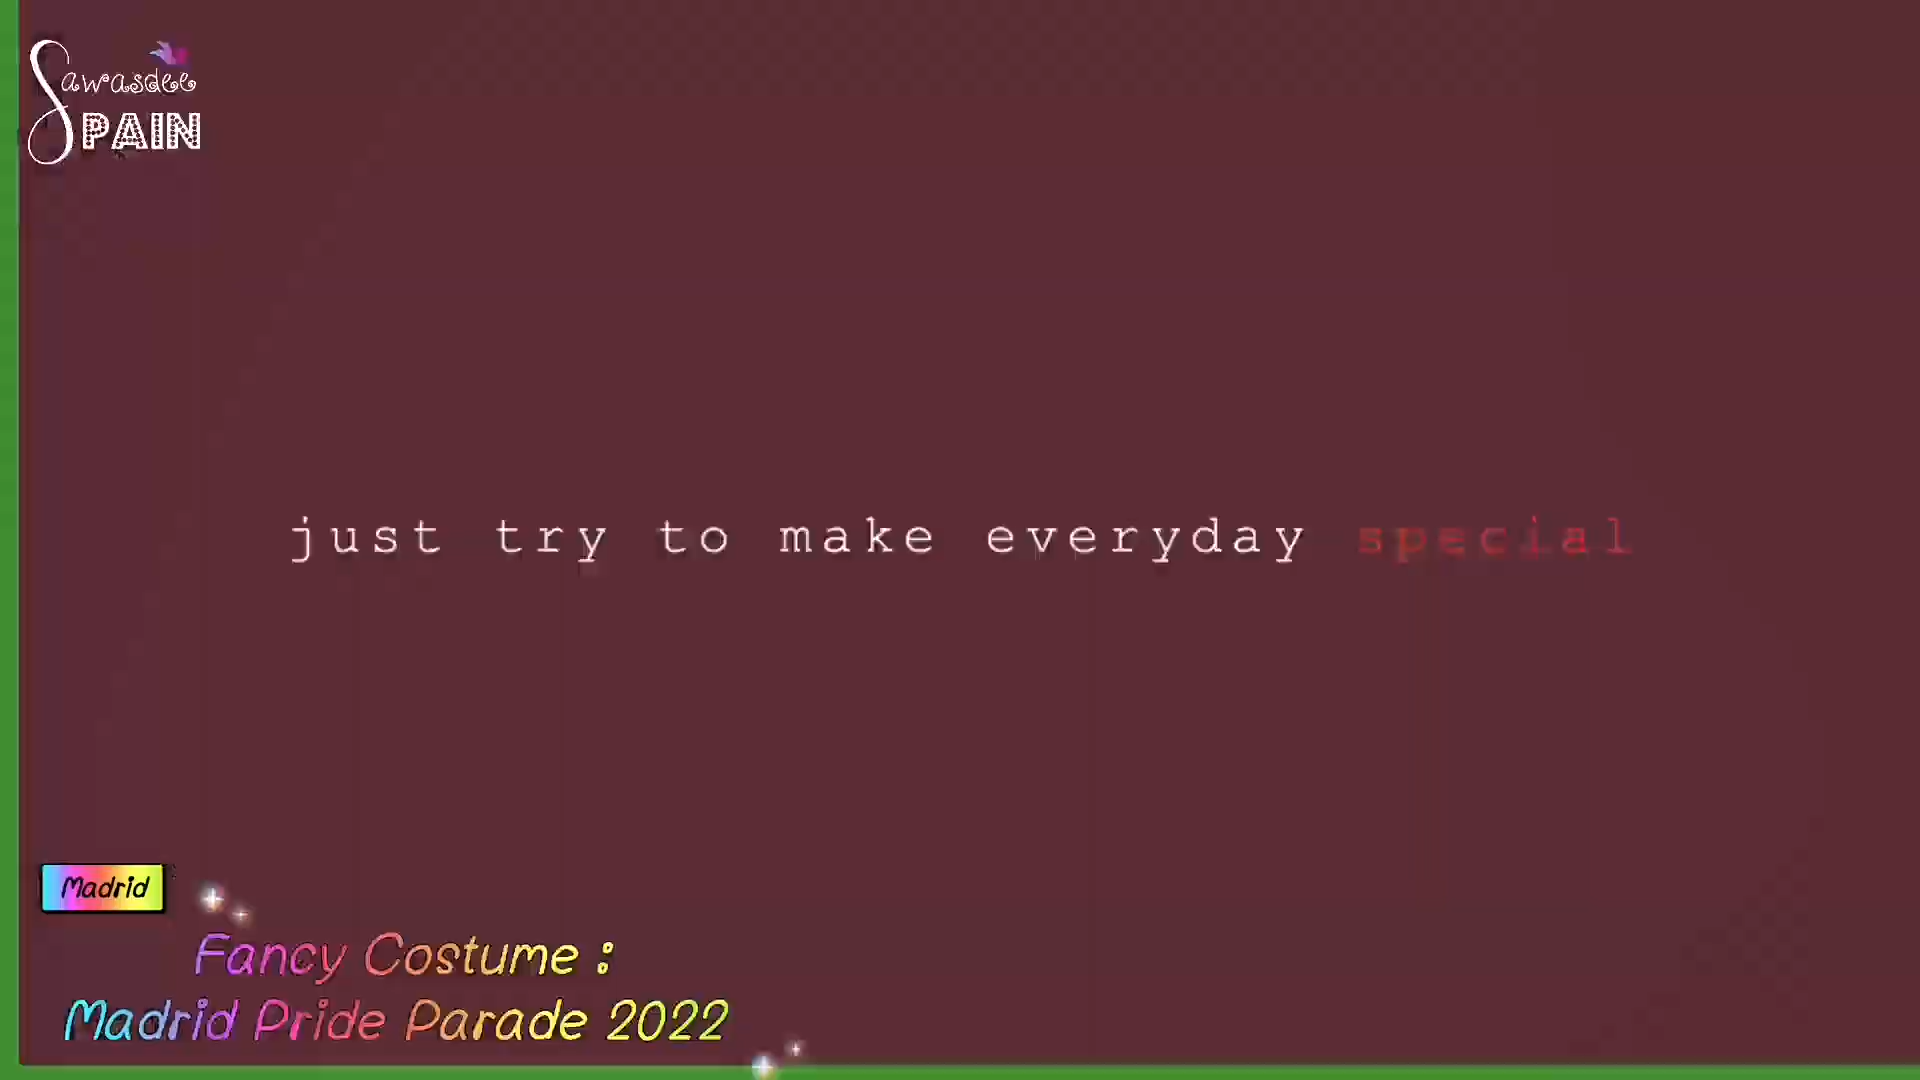 Sawasdee
SPAIN
just try to make everyday special
Madrid
Fancy Costume :
Madrid Pride Parade 2022